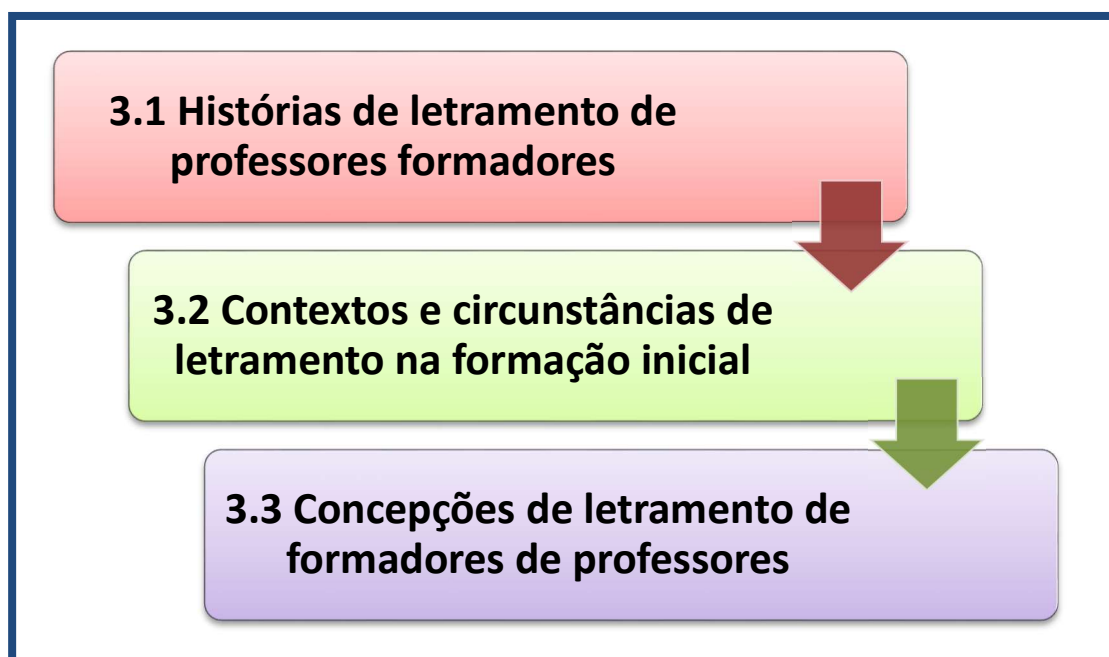 3.1 Histórias de letramento de
professores formadores
3.2 Contextos e circunstâncias de
letramento na formação inicial
3.3 Concepções de letramento de
formadores de professores